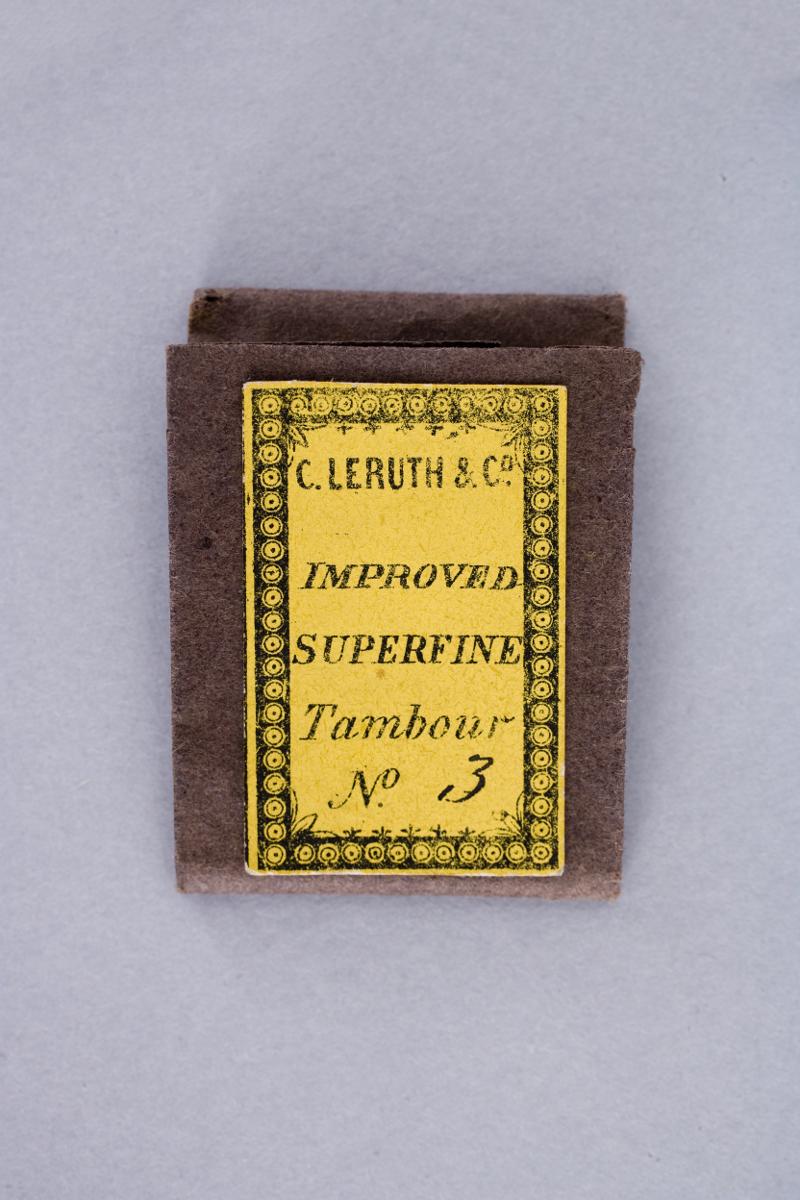 C. LERUTH & Cº.
IMPROVED
SUPERFINE
Tambour
Nº. 3